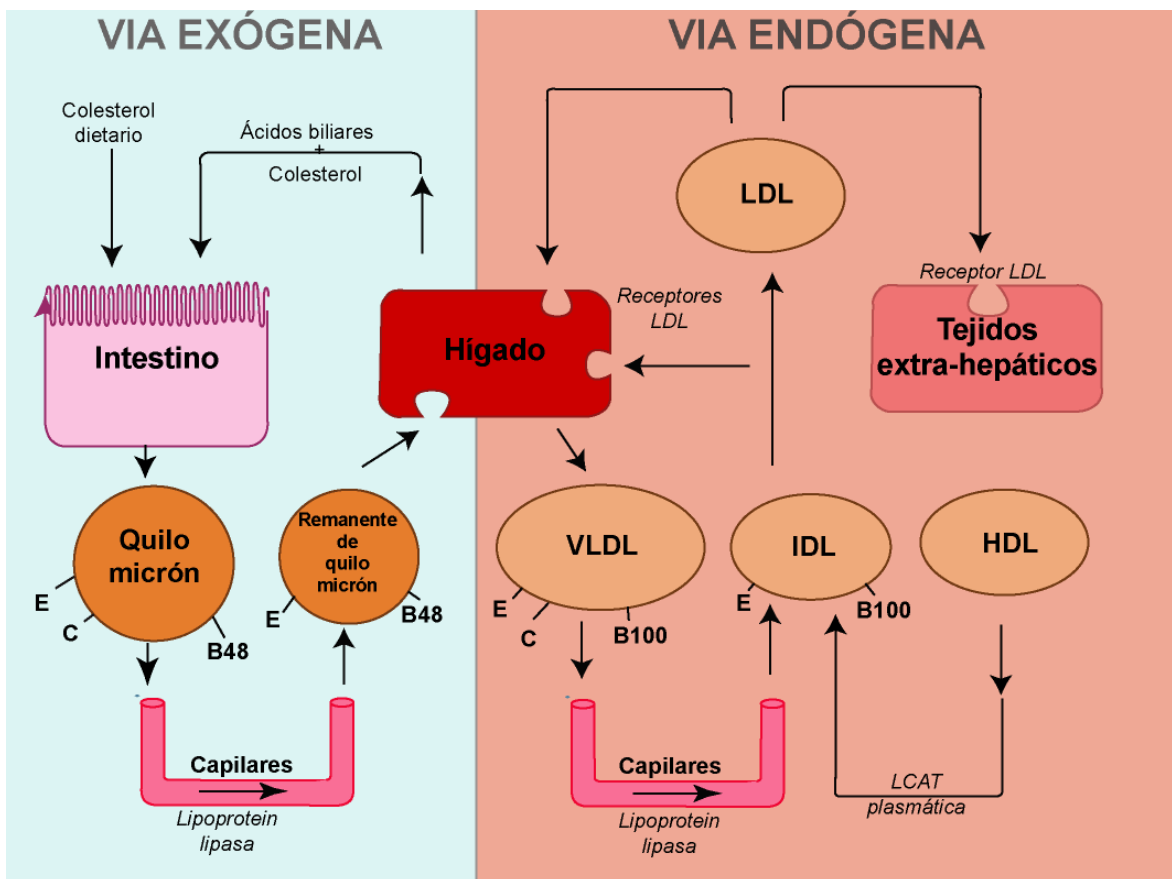 VIA EXÓGENA
Colesterol
dietario
Ácidos biliares
+
Colesterol
Intestino
Quilo
micrón
E
C
B48
Remanente
de
quilo
micrón
E
B48
Capilares
Lipoprotein
lipasa
VIA ENDÓGENA
LDL
Receptores
LDL
Receptor LDL
Hígado
Tejidos
extra-hepáticos
VLDL
E
C
B100
IDL
E
B100
HDL
Capilares
Lipoprotein
lipasa
LCAT
plasmática